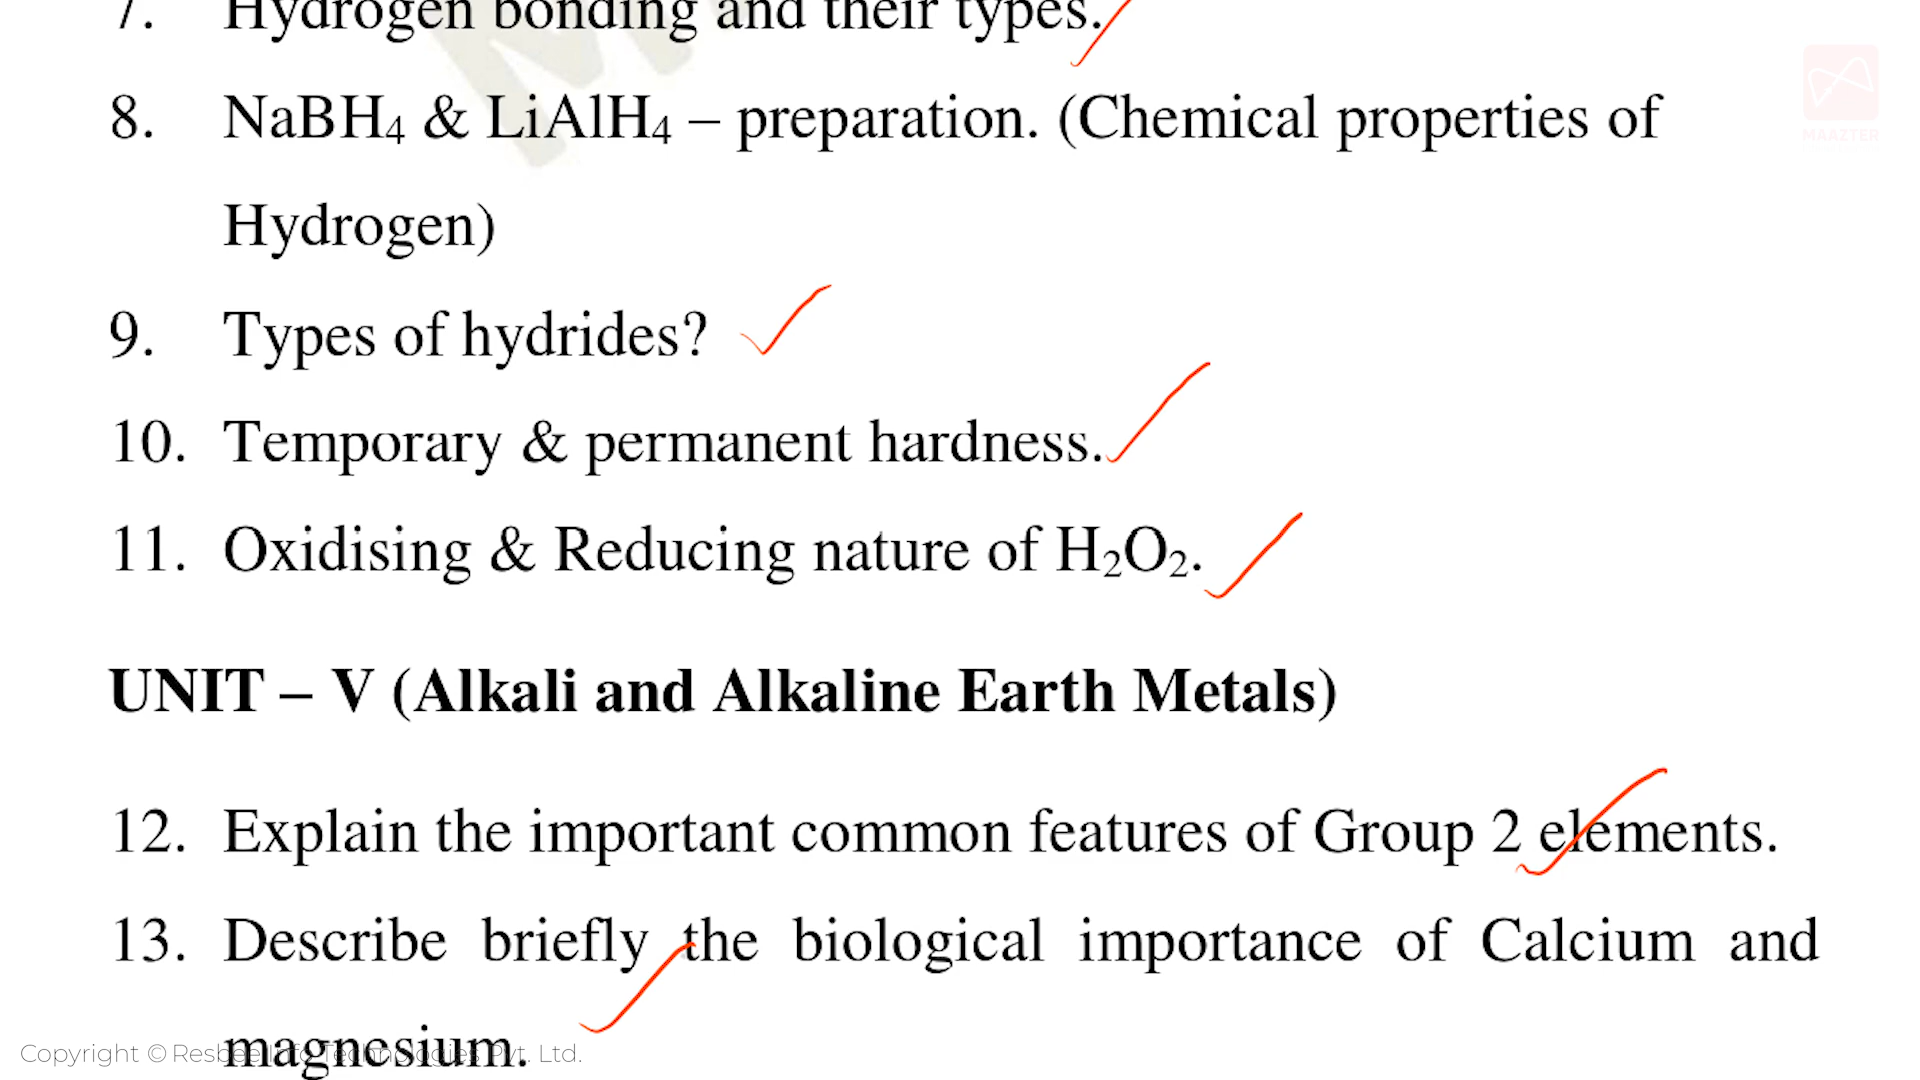 7. Hydrogen bonding and their types.
MAAZTER
8. NaBH₄ & LiAlH₄ – preparation. (Chemical properties of
Hydrogen)
9. Types of hydrides?
10. Temporary & permanent hardness.
11. Oxidising & Reducing nature of H₂O₂.
UNIT – V (Alkali and Alkaline Earth Metals)
12. Explain the important common features of Group 2 elements.
13. Describe briefly the biological importance of Calcium and
magnesium.
Copyright © Resbee Info Technologies Pvt. Ltd.